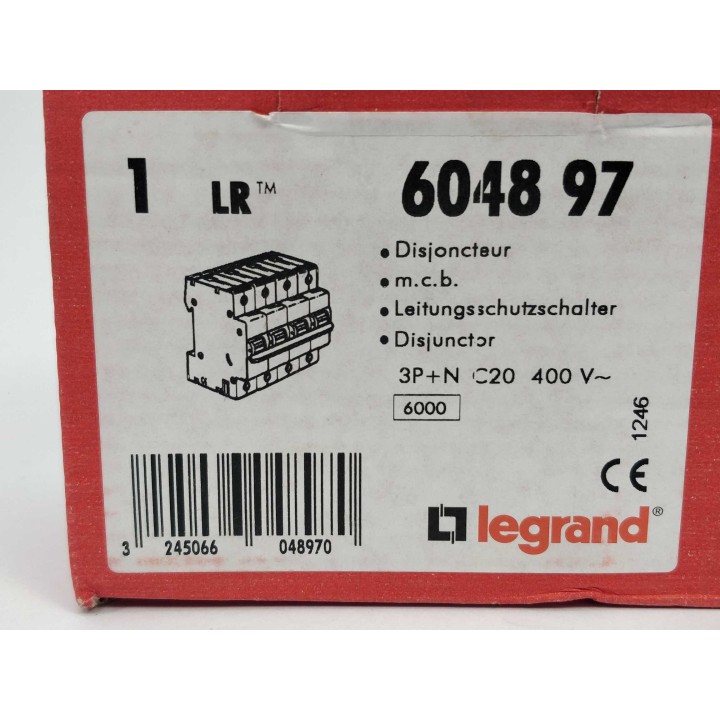 1 LR™ 6048 97
• Disjoncteur
• m.c.b.
• Leitungsschutzschalter
• Disjunctor
3P+N C20 400 V~
6000
1246
CE
3 245066 048970
legrand®